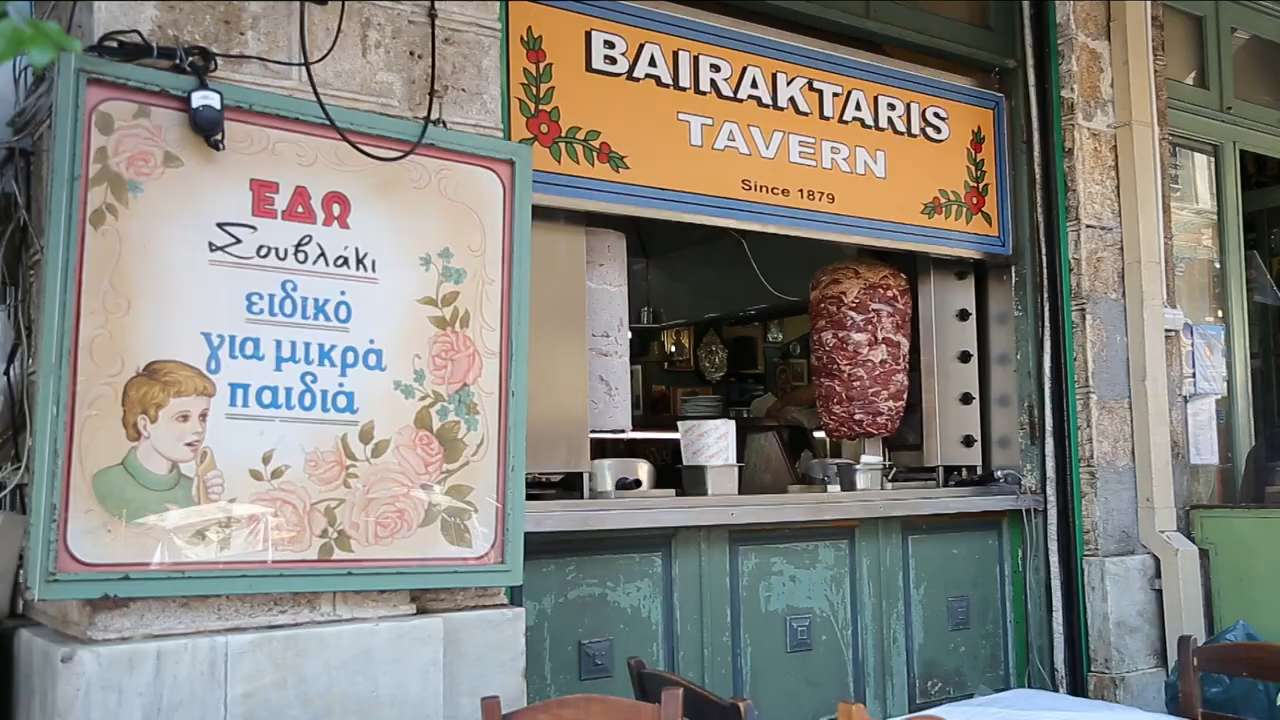 ΕΔΩ
Σουβλάκι
ειδικό
για μικρά
παιδιά
BAIRAKTARIS
TAVERN
Since 1879